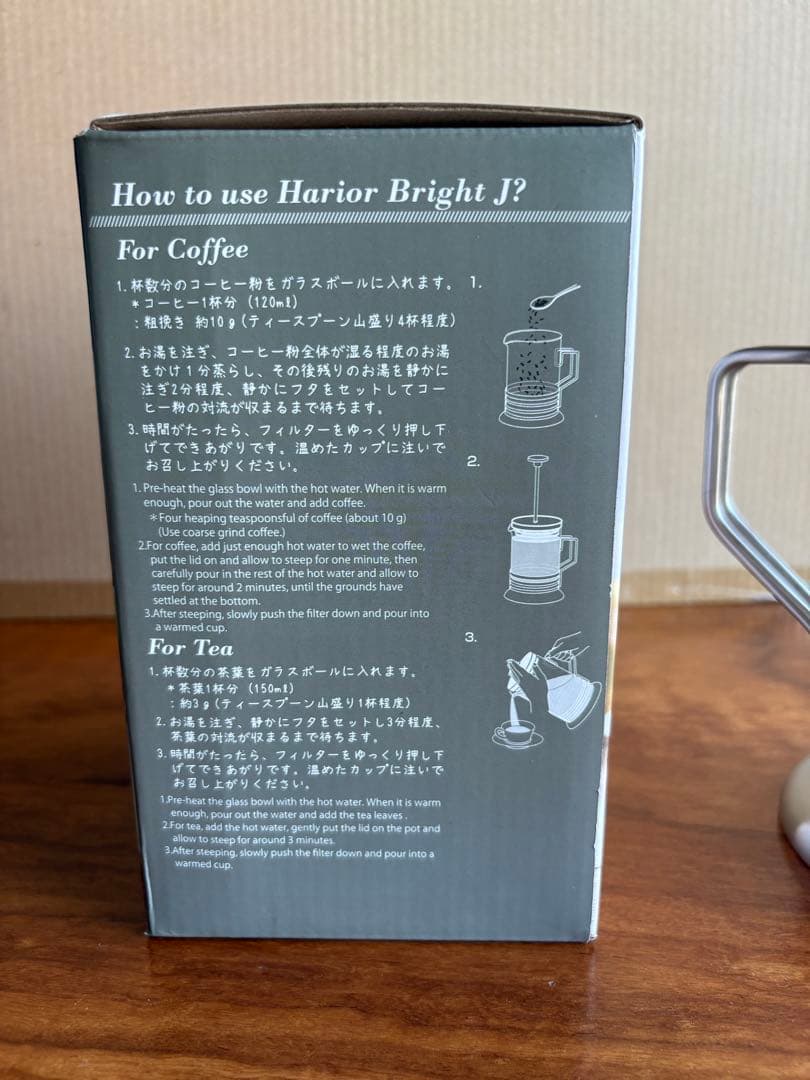 How to use Harior Bright J?
For Coffee
1. 杯数分のコーヒー粉をガラスボールに入れます。
＊コーヒー1杯分 (120mℓ)
：粗挽き 約10g (ティースプーン山盛り4杯程度)
2. お湯を注ぎ、コーヒー粉全体が湿る程度のお湯
をかけ1分蒸らし、その後残りのお湯を静かに
注ぎ2分程度、静かにフタをセットしてコー
ヒー粉の対流が収まるまで待ちます。
3. 時間がたったら、フィルターをゆっくり押し下
げてできあがりです。温めたカップに注いで
お召し上がりください。
1. Pre-heat the glass bowl with the hot water. When it is warm
enough, pour out the water and add coffee.
＊Four heaping teaspoonsful of coffee (about 10 g)
(Use coarse grind coffee.)
2.For coffee, add just enough hot water to wet the coffee,
put the lid on and allow to steep for one minute, then
carefully pour in the rest of the hot water and allow to
steep for around 2 minutes, until the grounds have
settled at the bottom.
3.After steeping, slowly push the filter down and pour into
a warmed cup.
For Tea
1. 杯数分の茶葉をガラスボールに入れます。
＊茶葉1杯分 (150mℓ)
：約3g (ティースプーン山盛り1杯程度)
2. お湯を注ぎ、静かにフタをセットし3分程度、
茶葉の対流が収まるまで待ちます。
3. 時間がたったら、フィルターをゆっくり押し下
げてできあがりです。温めたカップに注いで
お召し上がりください。
1.Pre-heat the glass bowl with the hot water. When it is warm
enough, pour out the water and add the tea leaves .
2.For tea, add the hot water, gently put the lid on the pot and
allow to steep for around 3 minutes.
3.After steeping, slowly push the filter down and pour into a
warmed cup.
1.
2.
3.